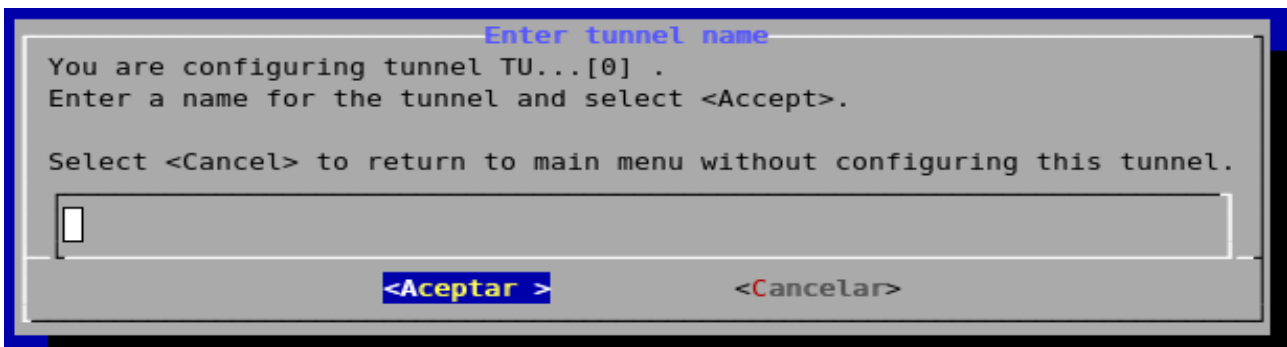 Enter tunnel name
You are configuring tunnel TU...[0] .
Enter a name for the tunnel and select <Accept>.
Select <Cancel> to return to main menu without configuring this tunnel.
<Aceptar > <Cancelar>